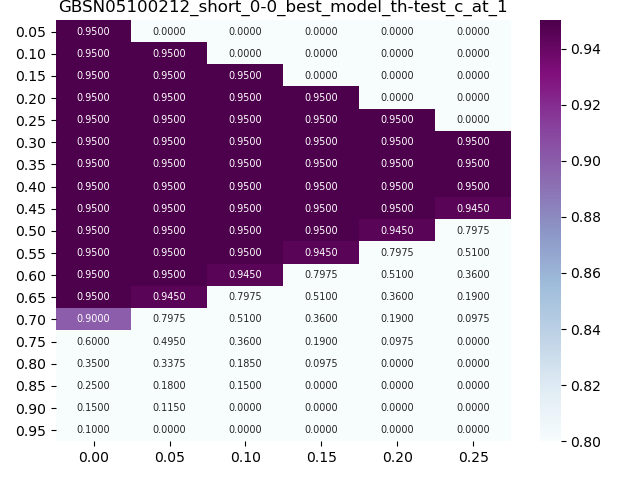 GBSN05100212_short_0-0_best_model_th-test_c_at_1
0.05 0.9500 0.0000 0.0000 0.0000 0.0000 0.0000
0.10 0.9500 0.9500 0.0000 0.0000 0.0000 0.0000
0.15 0.9500 0.9500 0.9500 0.0000 0.0000 0.0000
0.20 0.9500 0.9500 0.9500 0.9500 0.0000 0.0000
0.25 0.9500 0.9500 0.9500 0.9500 0.9500 0.0000
0.30 0.9500 0.9500 0.9500 0.9500 0.9500 0.9500
0.35 0.9500 0.9500 0.9500 0.9500 0.9500 0.9500
0.40 0.9500 0.9500 0.9500 0.9500 0.9500 0.9500
0.45 0.9500 0.9500 0.9500 0.9500 0.9500 0.9450
0.50 0.9500 0.9500 0.9500 0.9500 0.9450 0.7975
0.55 0.9500 0.9500 0.9500 0.9450 0.7975 0.5100
0.60 0.9500 0.9500 0.9450 0.7975 0.5100 0.3600
0.65 0.9500 0.9450 0.7975 0.5100 0.3600 0.1900
0.70 0.9000 0.7975 0.5100 0.3600 0.1900 0.0975
0.75 0.6000 0.4950 0.3600 0.1900 0.0975 0.0000
0.80 0.3500 0.3375 0.1850 0.0975 0.0000 0.0000
0.85 0.2500 0.1800 0.1500 0.0000 0.0000 0.0000
0.90 0.1500 0.1150 0.0000 0.0000 0.0000 0.0000
0.95 0.1000 0.0000 0.0000 0.0000 0.0000 0.0000
0.00 0.05 0.10 0.15 0.20 0.25
0.94
0.92
0.90
0.88
0.86
0.84
0.82
0.80